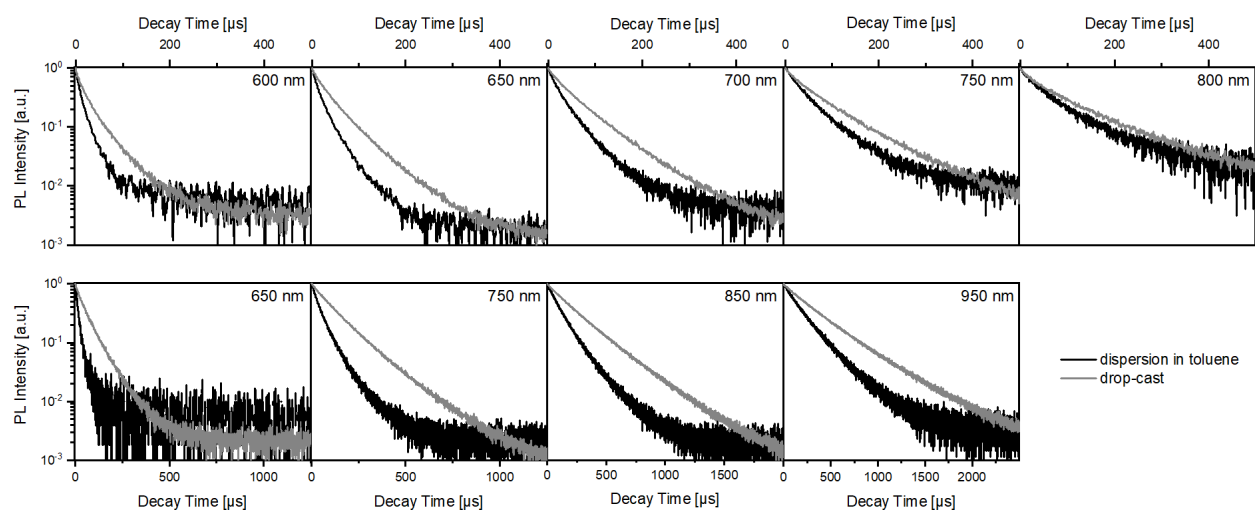 Decay Time [µs] Decay Time [µs] Decay Time [µs] Decay Time [µs] Decay Time [µs]
0 200 400 0 200 400 0 200 400 0 200 400 0 200 400
10⁰ 600 nm 650 nm 700 nm 750 nm 800 nm
10⁻¹
10⁻²
10⁻³
PL Intensity [a.u.]
10⁰ 650 nm 750 nm 850 nm 950 nm
10⁻¹
10⁻²
10⁻³
PL Intensity [a.u.]
dispersion in toluene
drop-cast
0 500 1000 0 500 1000 0 500 1000 1500 0 500 1000 1500 2000
Decay Time [µs] Decay Time [µs] Decay Time [µs] Decay Time [µs]